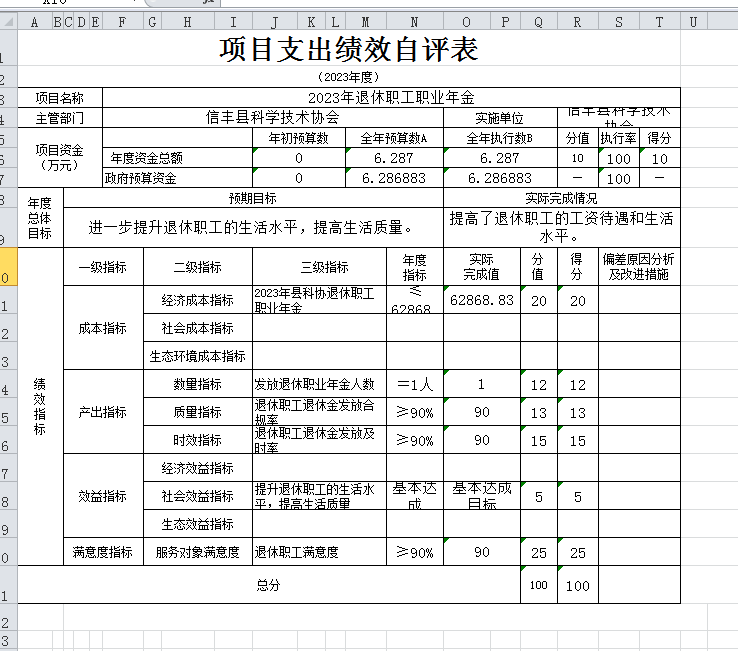 A B C D E F G H I J K L M N O P Q R S T U
项目支出绩效自评表
（2023年度）
项目名称 2023年退休职工职业年金
主管部门 信丰县科学技术协会 实施单位 信丰县科学技术协会
项目资金（万元） 年初预算数 全年预算数A 全年执行数B 分值 执行率 得分
年度资金总额 0 6.287 6.287 10 100 10
政府预算资金 0 6.286883 6.286883 — 100 —
年度总体目标 预期目标 实际完成情况
进一步提升退休职工的生活水平，提高生活质量。 提高了退休职工的工资待遇和生活水平。
绩效指标 一级指标 二级指标 三级指标 年度指标 实际完成值 分值 得分 偏差原因分析及改进措施
成本指标 经济成本指标 2023年县科协退休职工职业年金 ≤62868 62868.83 20 20
社会成本指标
生态环境成本指标
产出指标 数量指标 发放退休职业年金人数 ＝1人 1 12 12
质量指标 退休职工退休金发放合规率 ≥90% 90 13 13
时效指标 退休职工退休金发放及时率 ≥90% 90 15 15
效益指标 经济效益指标
社会效益指标 提升退休职工的生活水平，提高生活质量 基本达成 基本达成目标 5 5
生态效益指标
满意度指标 服务对象满意度 退休职工满意度 ≥90% 90 25 25
总分 100 100